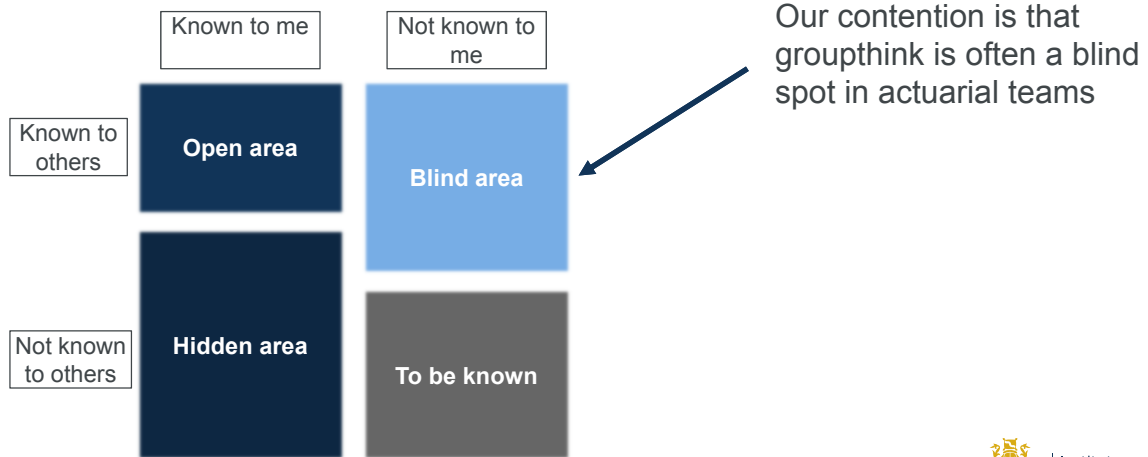 Known to me
Not known to
me
Our contention is that
groupthink is often a blind
spot in actuarial teams
Known to
others
Open area
Blind area
Not known
to others
Hidden area
To be known